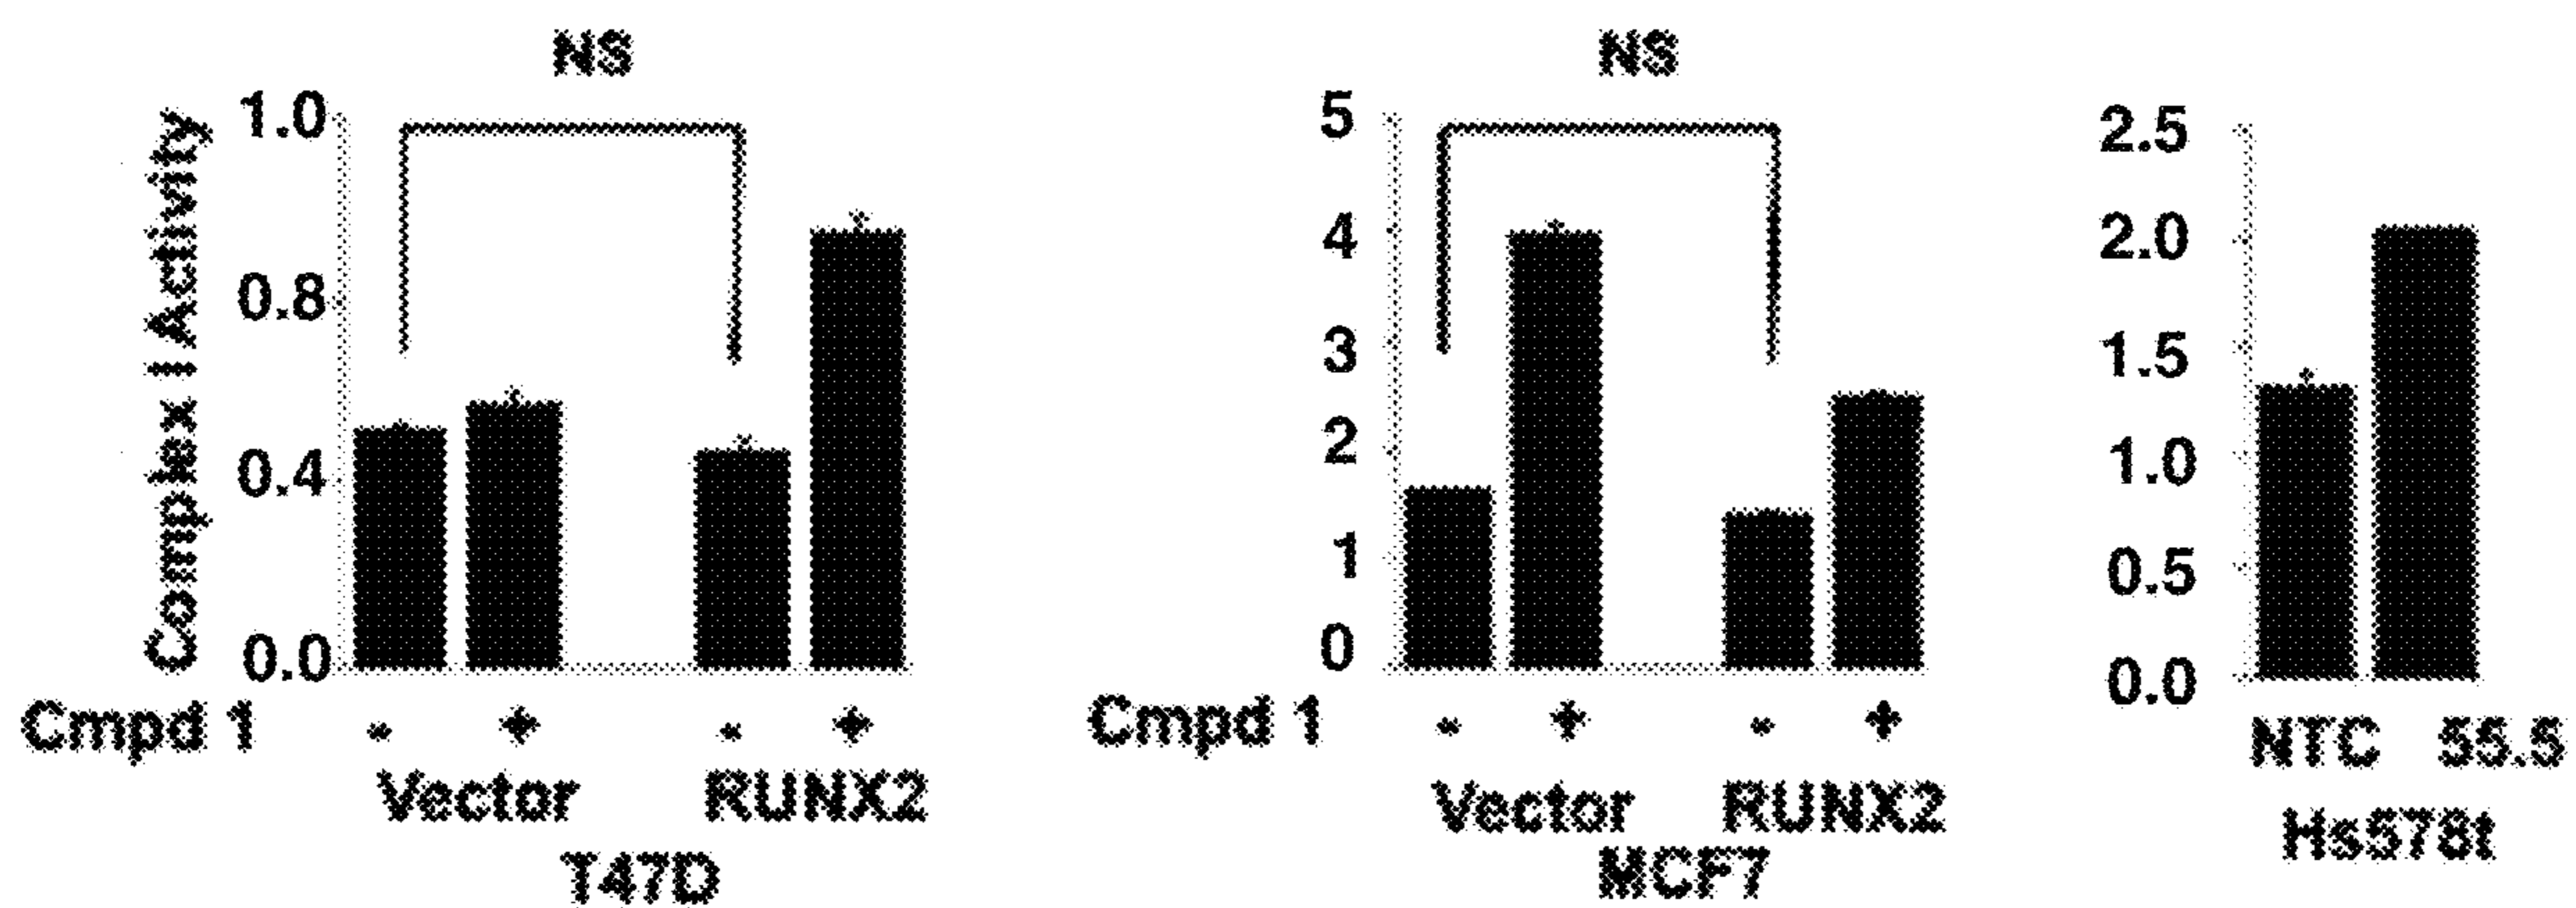 NS
Complex I Activity
1.0
0.8
0.4
0.0
Cmpd 1 - + - +
Vector RUNX2
T47D
NS
5
4
3
2
1
0
Cmpd 1 - + - +
Vector RUNX2
MCF7
2.5
2.0
1.5
1.0
0.5
0.0
NTC 55.5
Hs578t